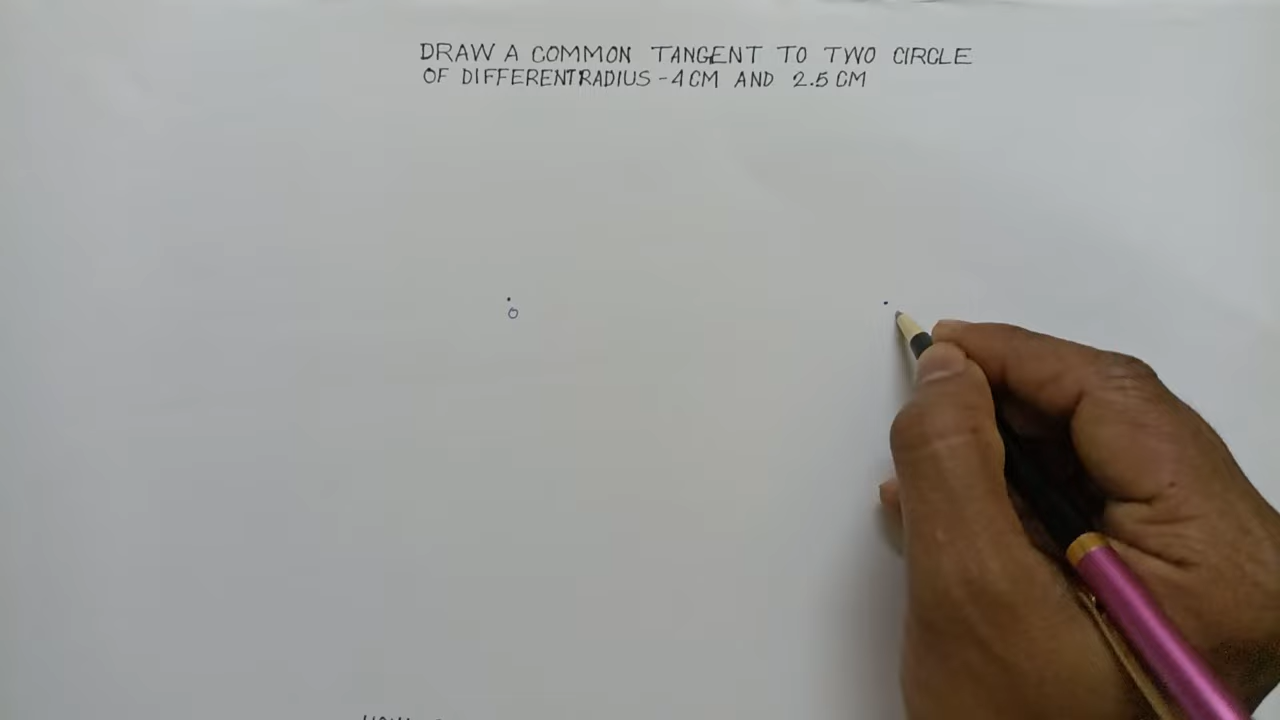 DRAW A COMMON TANGENT TO TWO CIRCLE
OF DIFFERENTRADIUS - 4 CM AND 2.5 CM
O